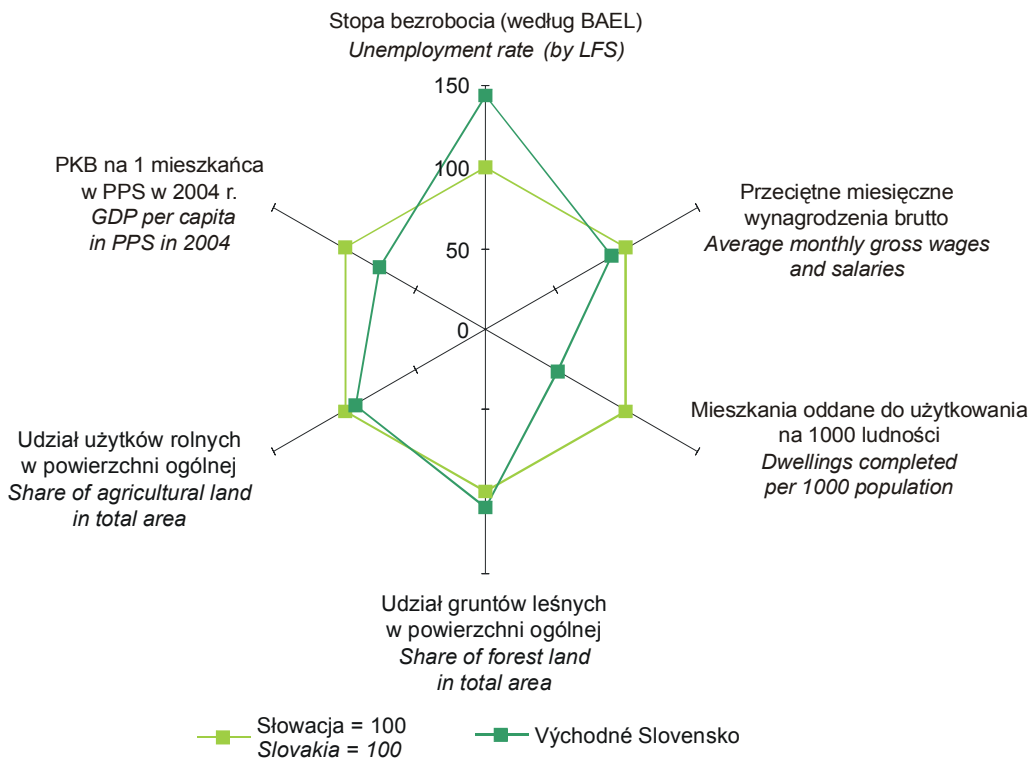 Stopa bezrobocia (według BAEL)
Unemployment rate (by LFS)
150
100
50
0
PKB na 1 mieszkańca
w PPS w 2004 r.
GDP per capita
in PPS in 2004
Przeciętne miesięczne
wynagrodzenia brutto
Average monthly gross wages
and salaries
Udział użytków rolnych
w powierzchni ogólnej
Share of agricultural land
in total area
Mieszkania oddane do użytkowania
na 1000 ludności
Dwellings completed
per 1000 population
Udział gruntów leśnych
w powierzchni ogólnej
Share of forest land
in total area
Słowacja = 100
Slovakia = 100
Východné Slovensko